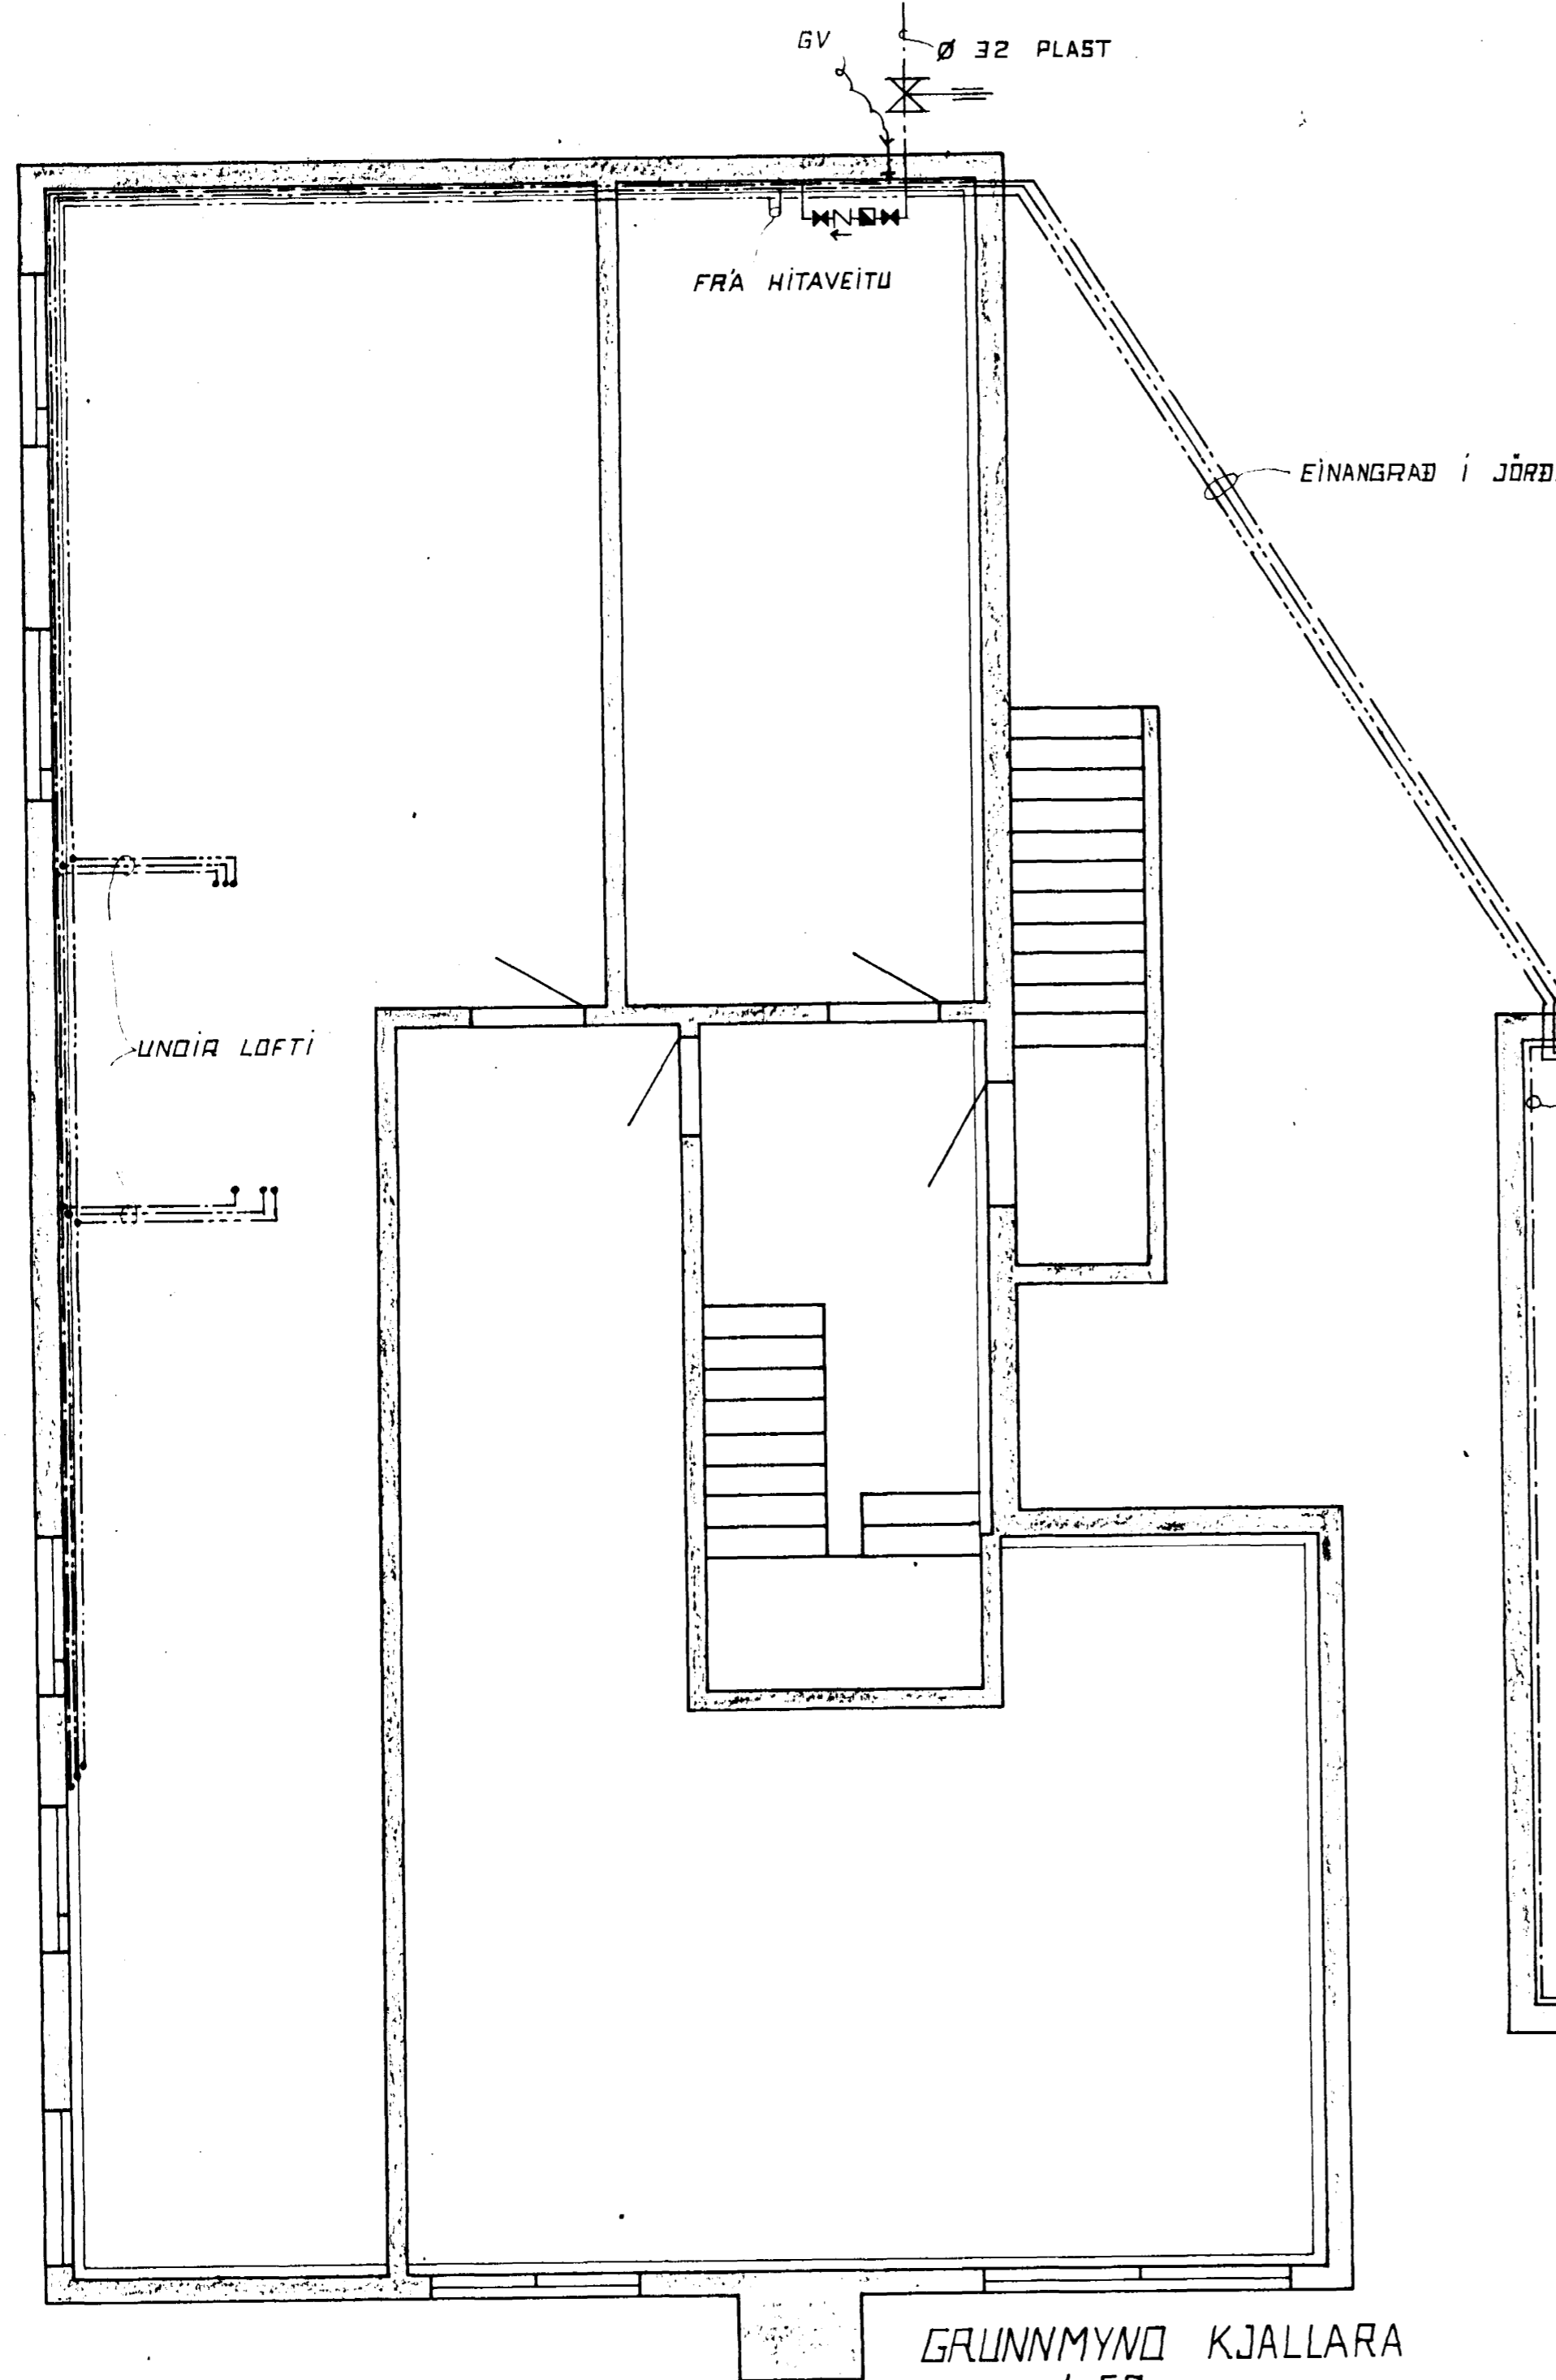 GV
Ø 32 PLAST
FRÁ HITAVEITU
EINANGRAÐ Í JÖRÐ
UNDIR LOFTI
GRUNNMYND KJALLARA